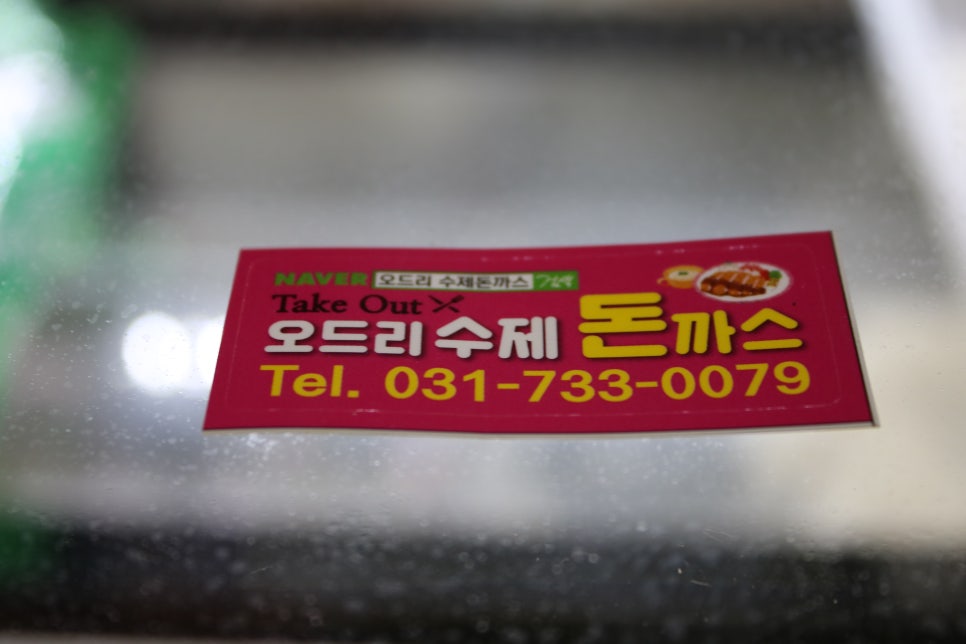 NAVER 오드리 수제돈까스 검색
Take Out
오드리 수제 돈까스
Tel. 031-733-0079